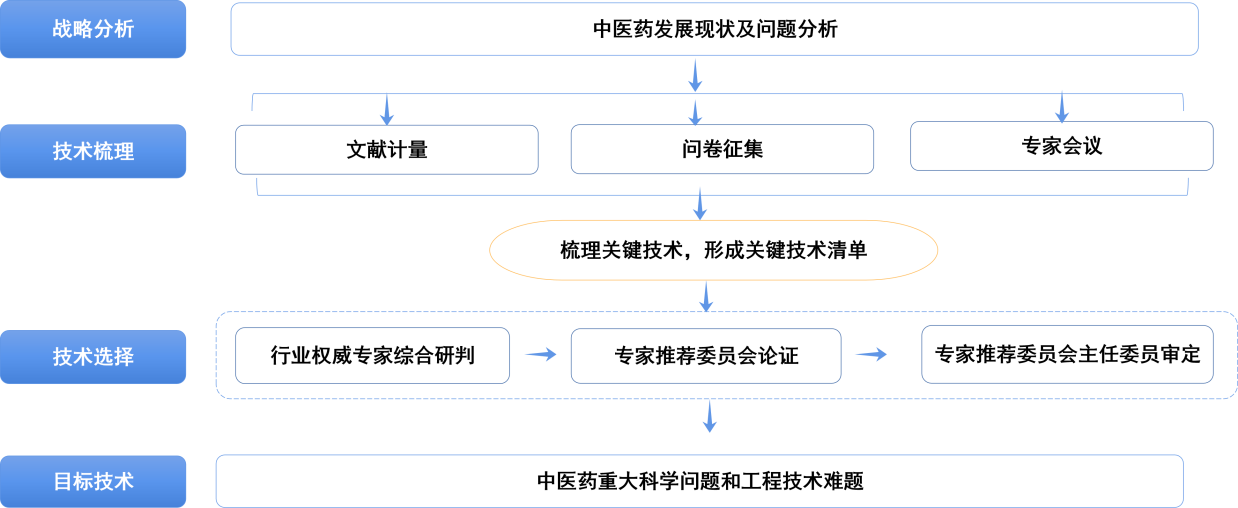 战略分析
中医药发展现状及问题分析
技术梳理
文献计量
问卷征集
专家会议
梳理关键技术，形成关键技术清单
技术选择
行业权威专家综合研判
专家推荐委员会论证
专家推荐委员会主任委员审定
目标技术
中医药重大科学问题和工程技术难题